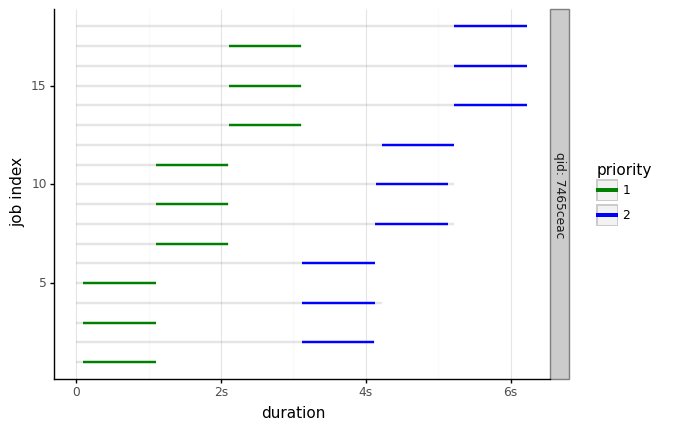 15
10
5
job index
0
2s
4s
6s
duration
qid: 7465ceac
priority
1
2